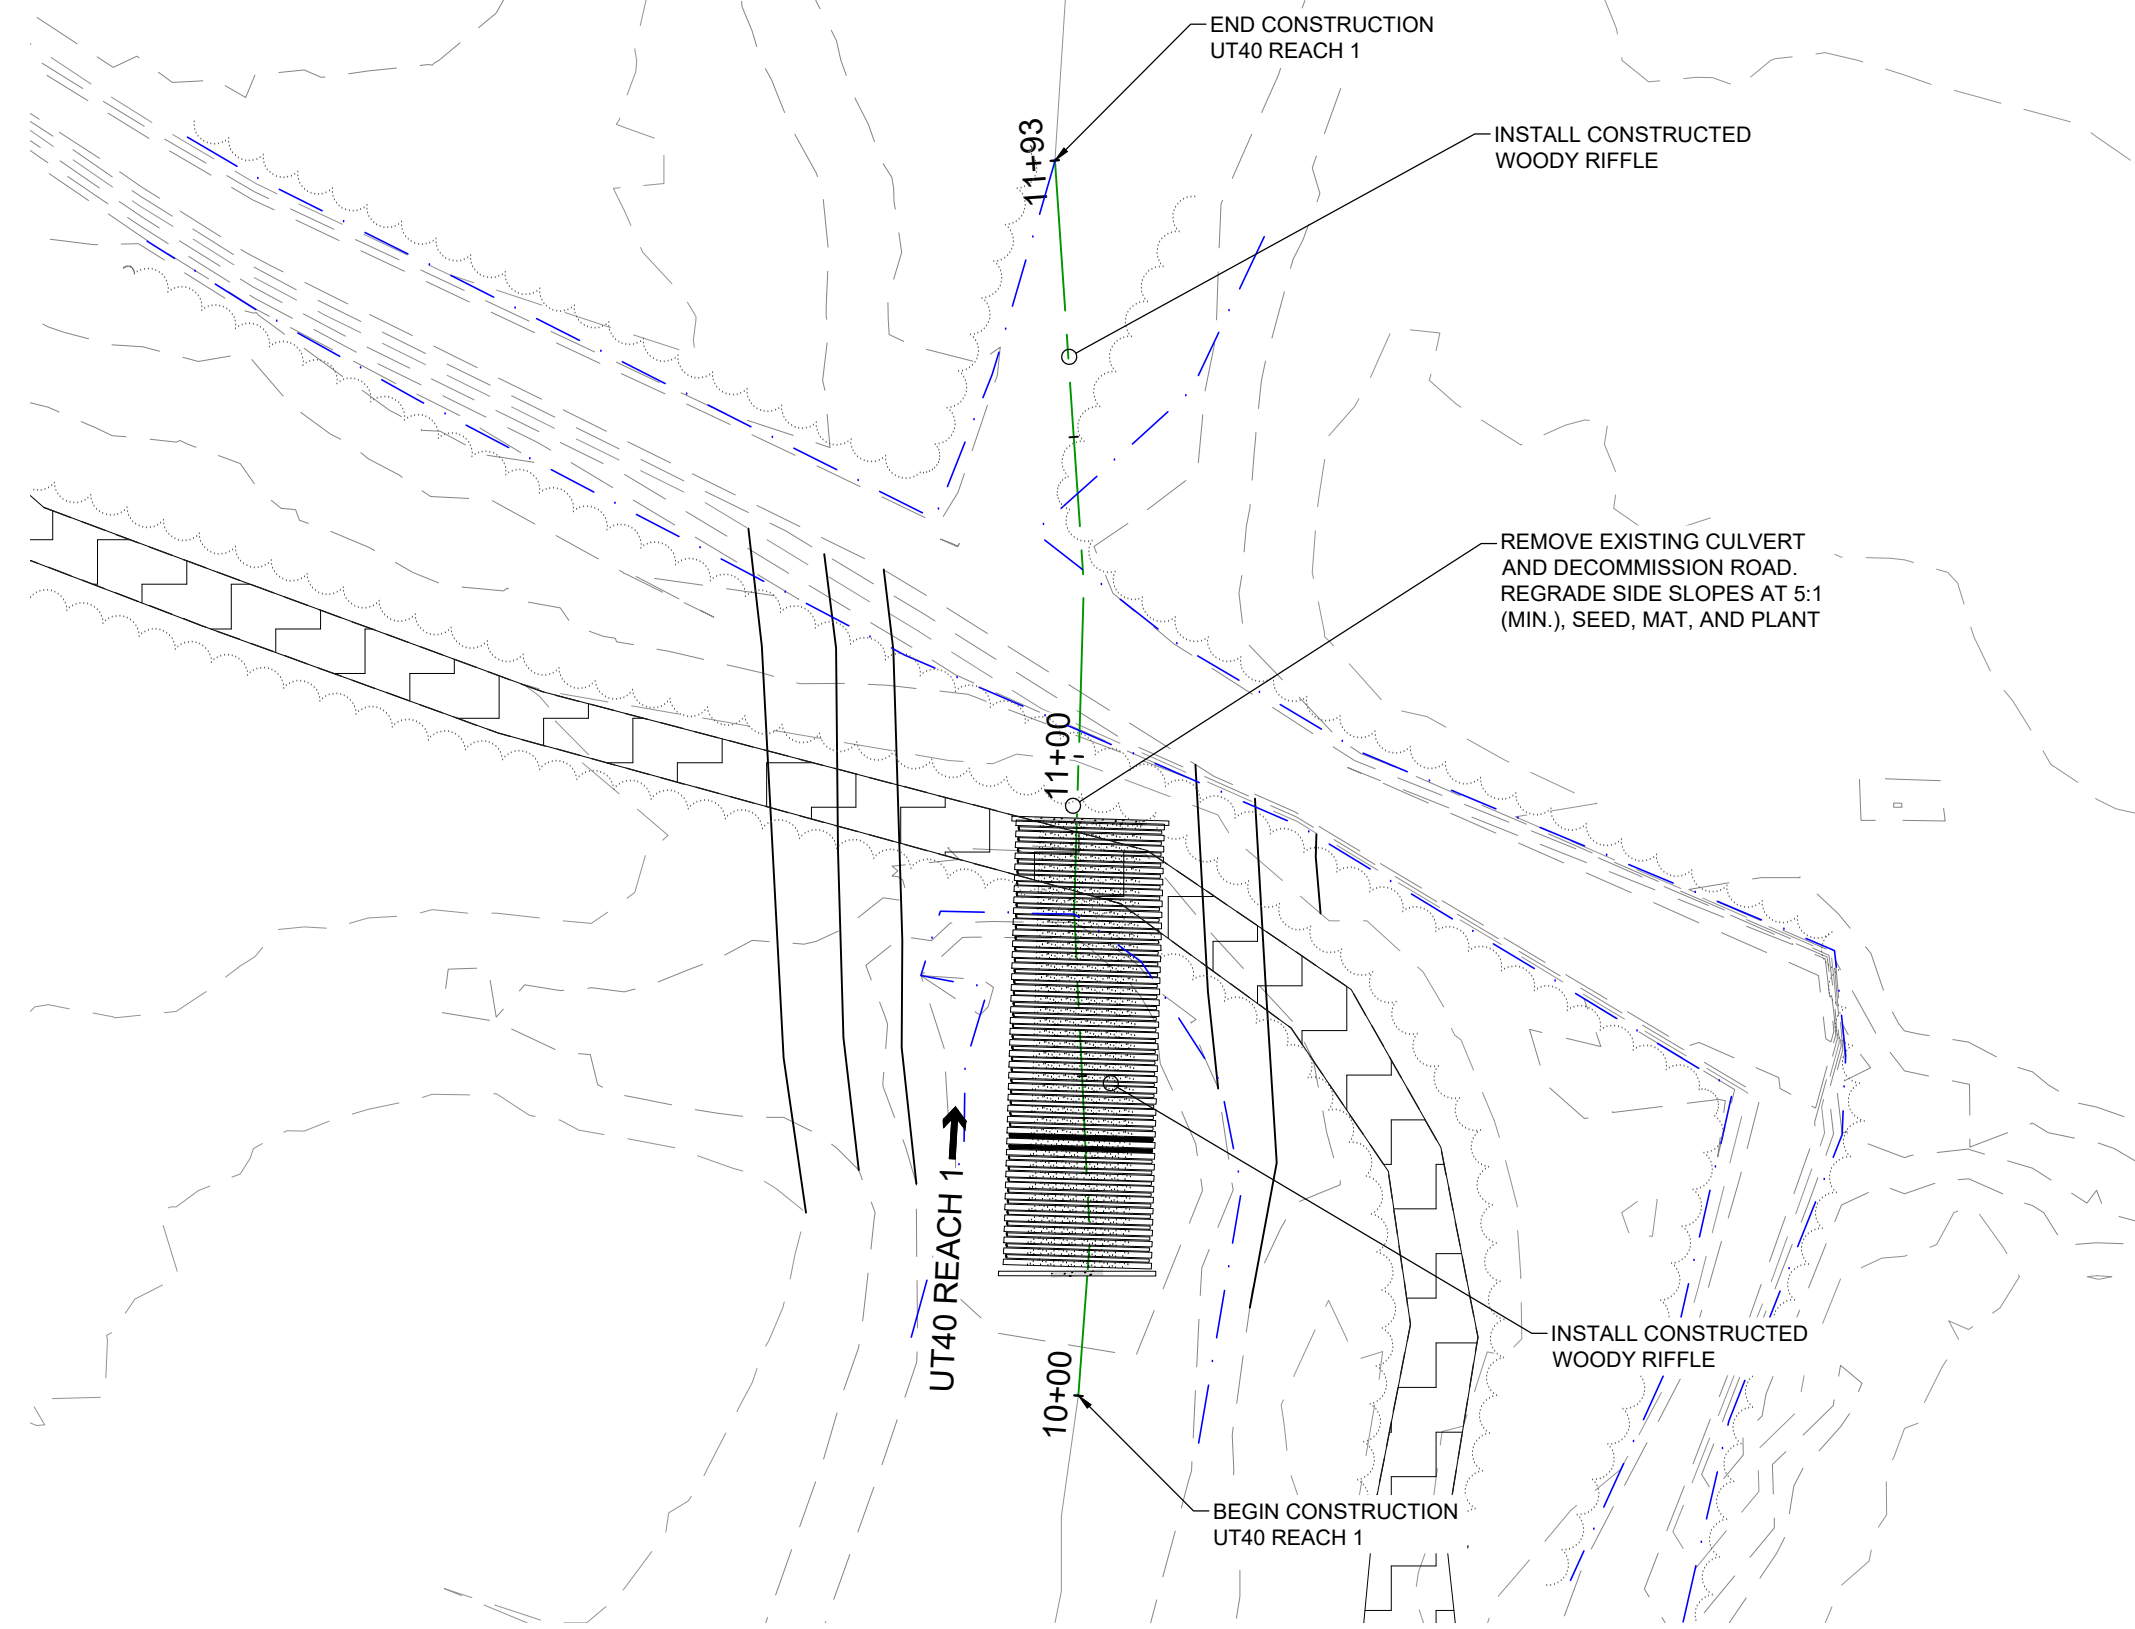 END CONSTRUCTION
UT40 REACH 1
11+93
INSTALL CONSTRUCTED
WOODY RIFFLE
REMOVE EXISTING CULVERT
AND DECOMMISSION ROAD.
REGRADE SIDE SLOPES AT 5:1
(MIN.), SEED, MAT, AND PLANT
11+00
UT40 REACH 1
INSTALL CONSTRUCTED
WOODY RIFFLE
10+00
BEGIN CONSTRUCTION
UT40 REACH 1